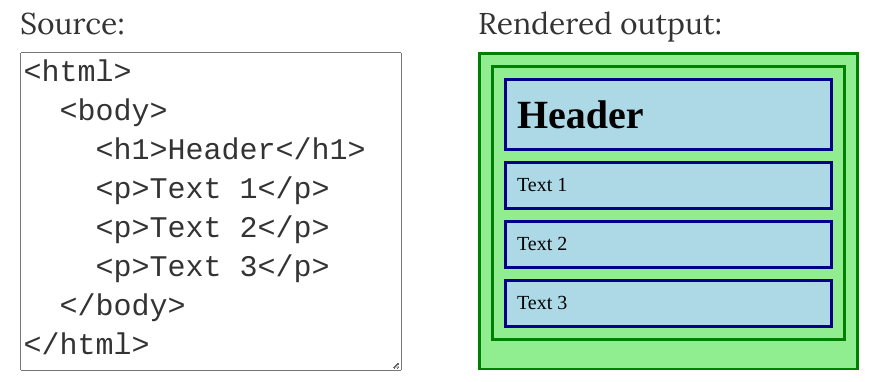 Source:
<html>
  <body>
    <h1>Header</h1>
    <p>Text 1</p>
    <p>Text 2</p>
    <p>Text 3</p>
  </body>
</html>
Rendered output:
Header
Text 1
Text 2
Text 3